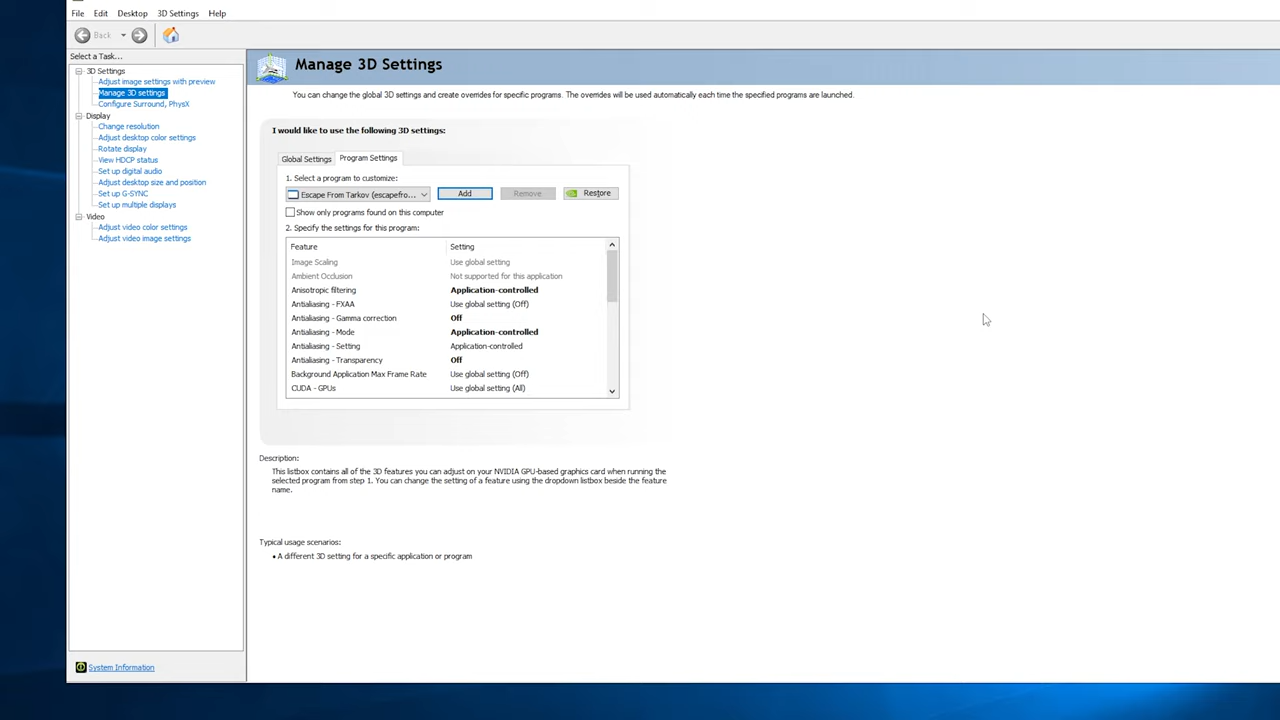 File Edit Desktop 3D Settings Help
Back
Select a Task...
3D Settings
Adjust image settings with preview
Manage 3D settings
Configure Surround, PhysX
Display
Change resolution
Adjust desktop color settings
Rotate display
View HDCP status
Set up digital audio
Adjust desktop size and position
Set up G-SYNC
Set up multiple displays
Video
Adjust video color settings
Adjust video image settings
System Information
Manage 3D Settings
You can change the global 3D settings and create overrides for specific programs. The overrides will be used automatically each time the specified programs are launched.
I would like to use the following 3D settings:
Global Settings Program Settings
1. Select a program to customize:
Escape From Tarkov (escapefro... Add Remove Restore
Show only programs found on this computer
2. Specify the settings for this program:
Feature Setting
Image Scaling Use global setting
Ambient Occlusion Not supported for this application
Anisotropic filtering Application-controlled
Antialiasing - FXAA Use global setting (Off)
Antialiasing - Gamma correction Off
Antialiasing - Mode Application-controlled
Antialiasing - Setting Application-controlled
Antialiasing - Transparency Off
Background Application Max Frame Rate Use global setting (Off)
CUDA - GPUs Use global setting (All)
Description:
This listbox contains all of the 3D features you can adjust on your NVIDIA GPU-based graphics card when running the
selected program from step 1. You can change the setting of a feature using the dropdown listbox beside the feature
name.
Typical usage scenarios:
• A different 3D setting for a specific application or program